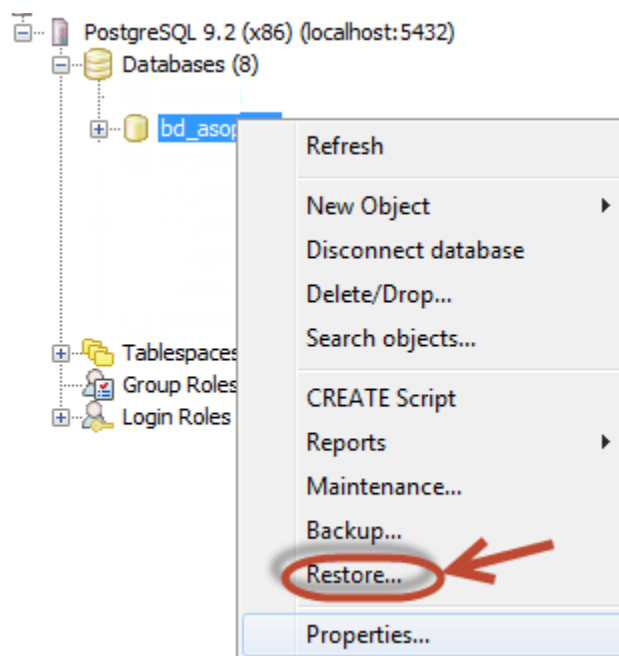 PostgreSQL 9.2 (x86) (localhost:5432)
Databases (8)
Refresh
New Object
Disconnect database
Delete/Drop...
Search objects...
Tablespaces
Group Roles
Login Roles
CREATE Script
Reports
Maintenance...
Backup...
Restore...
Properties...